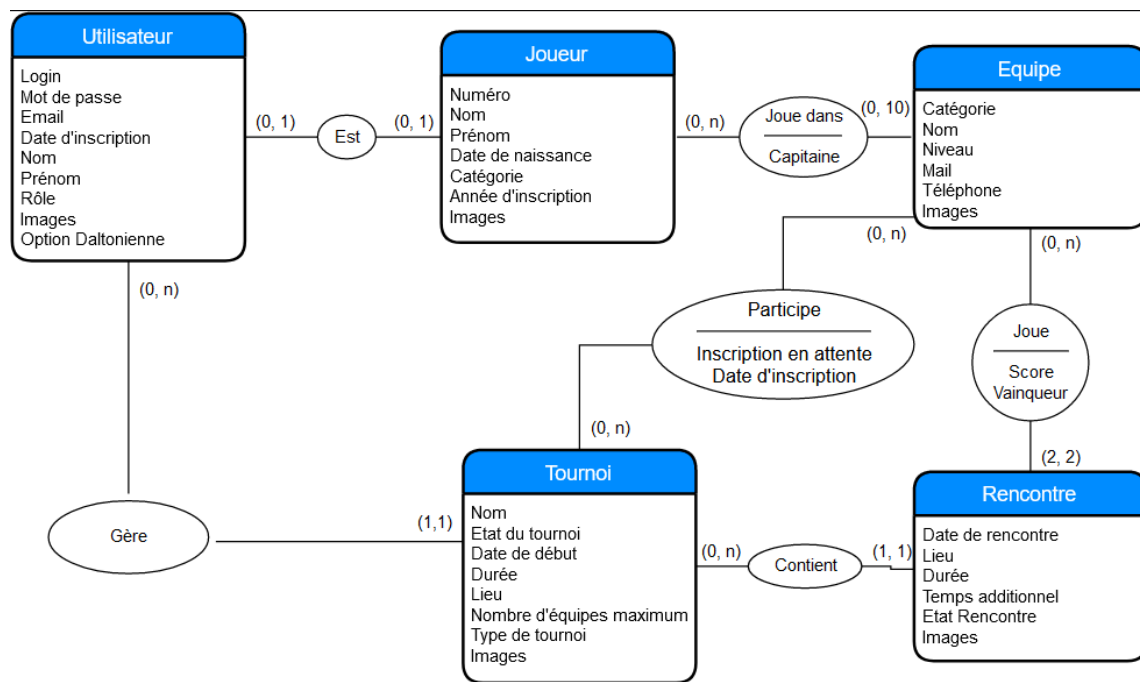 Utilisateur
Login
Mot de passe
Email
Date d'inscription
Nom
Prénom
Rôle
Images
Option Daltonienne
(0, 1)
Est
(0, 1)
Joueur
Numéro
Nom
Prénom
Date de naissance
Catégorie
Année d'inscription
Images
(0, n)
Joue dans
Capitaine
(0, 10)
Equipe
Catégorie
Nom
Niveau
Mail
Téléphone
Images
(0, n)
(0, n)
(0, n)
Participe
Inscription en attente
Date d'inscription
Joue
Score
Vainqueur
(0, n)
(2, 2)
Gère
(1,1)
Tournoi
Nom
Etat du tournoi
Date de début
Durée
Lieu
Nombre d'équipes maximum
Type de tournoi
Images
(0, n)
Contient
(1, 1)
Rencontre
Date de rencontre
Lieu
Durée
Temps additionnel
Etat Rencontre
Images